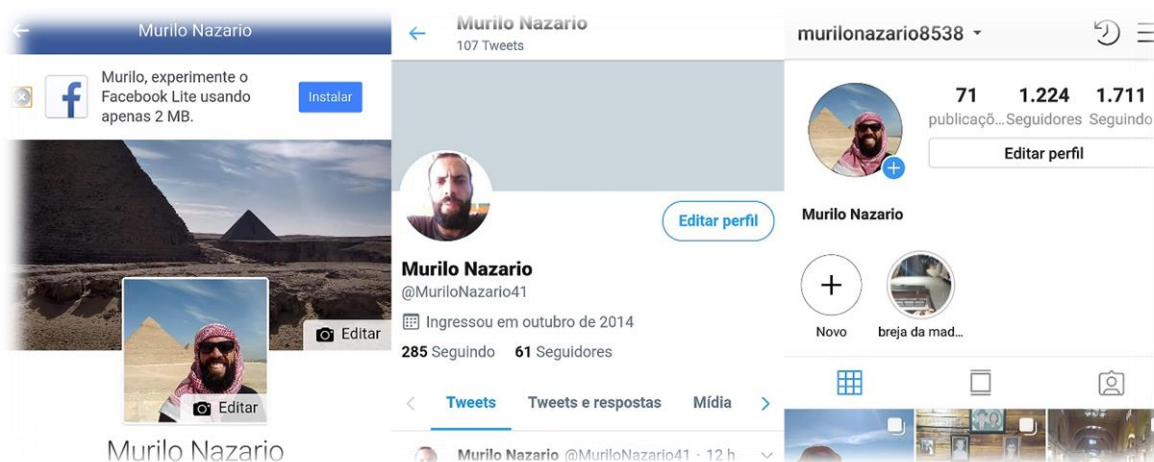 Murilo Nazario
Murilo, experimente o
Facebook Lite usando
apenas 2 MB.
Instalar
Editar
Editar
Murilo Nazario
Murilo Nazario
107 Tweets
Editar perfil
Murilo Nazario
@MuriloNazario41
Ingressou em outubro de 2014
285 Seguindo 61 Seguidores
Tweets Tweets e respostas Mídia
Murilo Nazario @MuriloNazario41 · 12 h
murilonazario8538
71 1.224 1.711
publicaçõ... Seguidores Seguindo
Editar perfil
Murilo Nazario
Novo breja da mad...